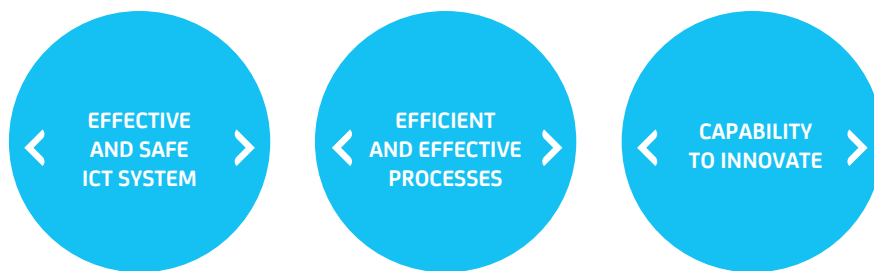 EFFECTIVE
AND SAFE
ICT SYSTEM
EFFICIENT
AND EFFECTIVE
PROCESSES
CAPABILITY
TO INNOVATE